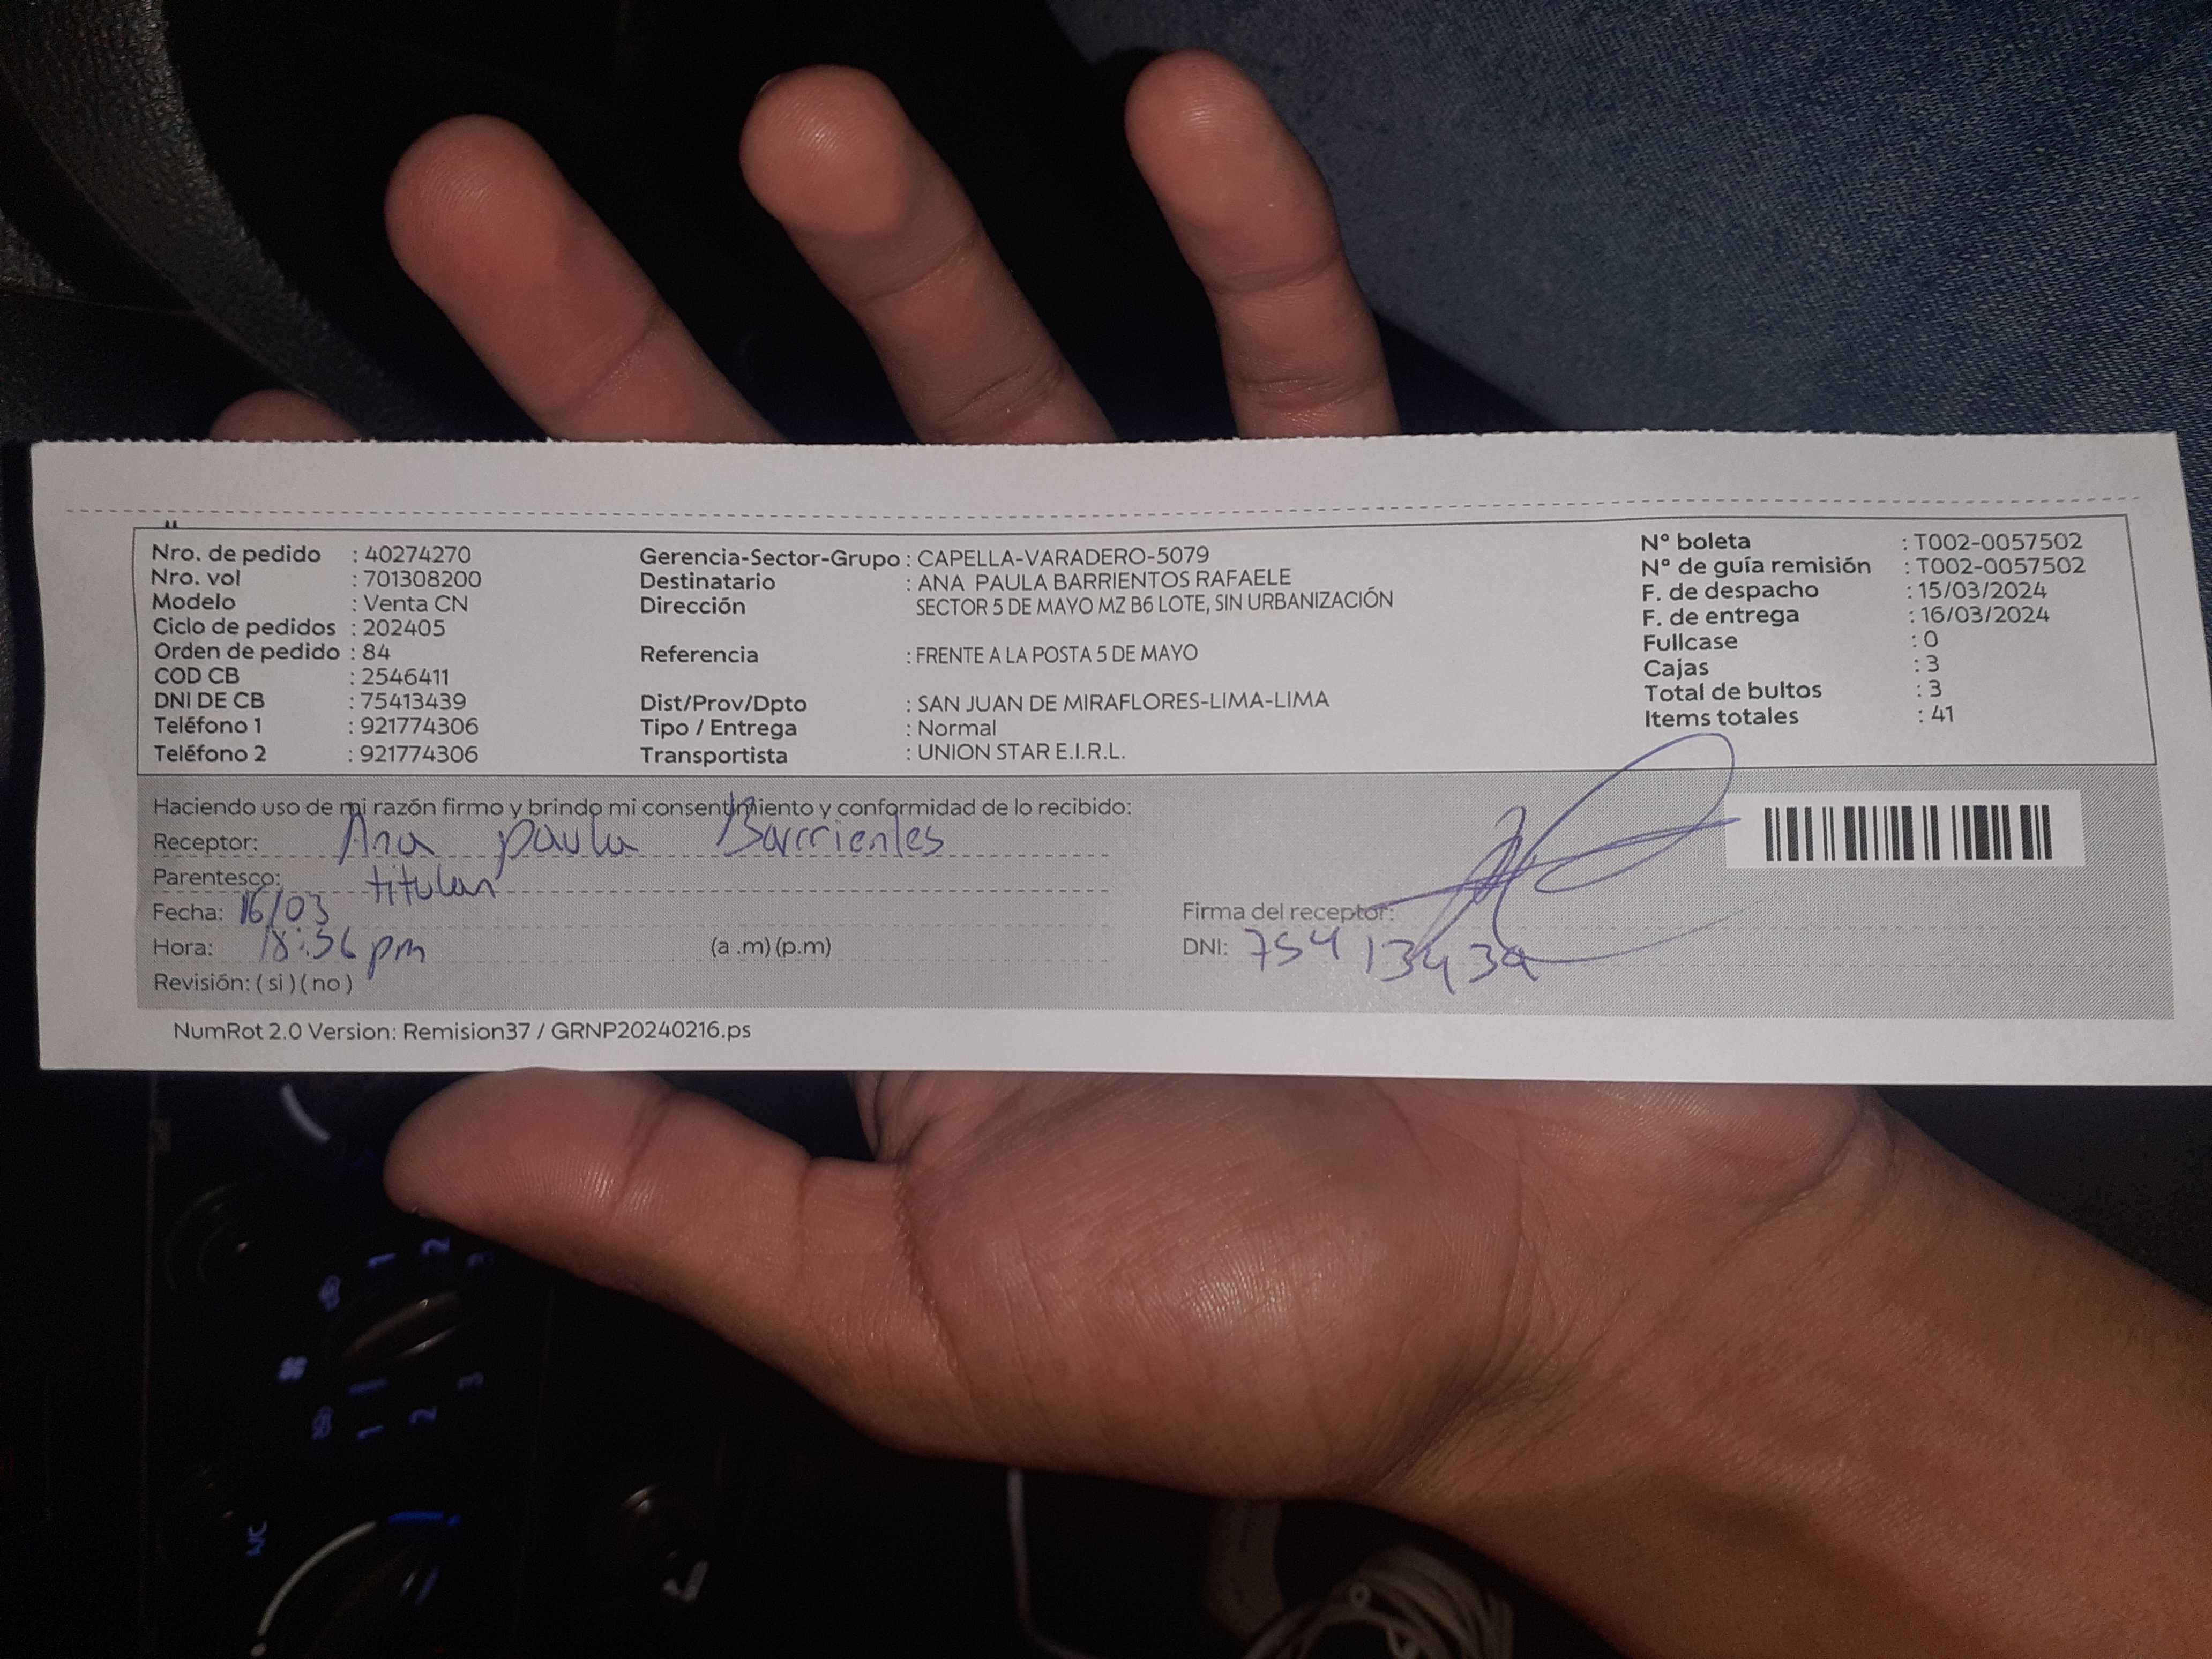 Nro. de pedido : 40274270
Nro. vol : 701308200
Modelo : Venta CN
Ciclo de pedidos : 202405
Orden de pedido : 84
COD CB : 2546411
DNI DE CB : 75413439
Teléfono 1 : 921774306
Teléfono 2 : 921774306
Gerencia-Sector-Grupo : CAPELLA-VARADERO-5079
Destinatario : ANA PAULA BARRIENTOS RAFAELE
Dirección SECTOR 5 DE MAYO MZ B6 LOTE, SIN URBANIZACIÓN
Referencia : FRENTE A LA POSTA 5 DE MAYO
Dist/Prov/Dpto : SAN JUAN DE MIRAFLORES-LIMA-LIMA
Tipo / Entrega : Normal
Transportista : UNION STAR E.I.R.L.
N° boleta : T002-0057502
N° de guía remisión : T002-0057502
F. de despacho : 15/03/2024
F. de entrega : 16/03/2024
Fullcase : 0
Cajas : 3
Total de bultos : 3
Items totales : 41
Haciendo uso de mi razón firmo y brindo mi consentimiento y conformidad de lo recibido:
Receptor: Ana paula Barrientes
Parentesco: titular
Fecha: 16/03
Hora: 18:36 pm (a .m) (p.m)
Revisión: ( si ) ( no )
Firma del receptor:
DNI: 75413439
NumRot 2.0 Version: Remision37 / GRNP20240216.ps
1 2 3
1 2 3